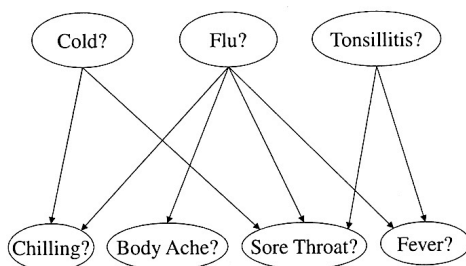 Cold?
Flu?
Tonsillitis?
Chilling?
Body Ache?
Sore Throat?
Fever?